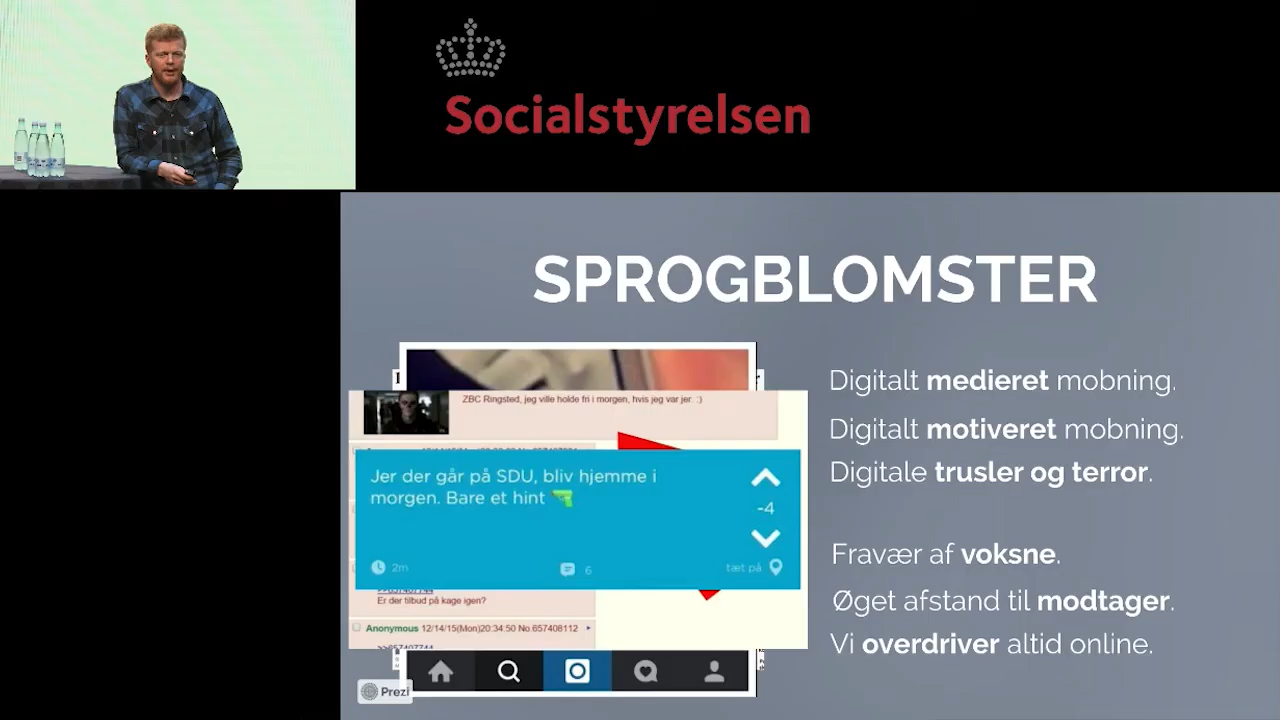 Socialstyrelsen
SPROGBLOMSTER
ZBC Ringsted, jeg ville holde fri i morgen, hvis jeg var jer. :)
Jer der går på SDU, bliv hjemme i
morgen. Bare et hint
-4
2m
6
tæt på
Er der tilbud på kage igen?
Anonymous 12/14/15(Mon)20:34:50 No.657408112
>>657407744
Prezi
Digitalt medieret mobning.
Digitalt motiveret mobning.
Digitale trusler og terror.
Fravær af voksne.
Øget afstand til modtager.
Vi overdriver altid online.